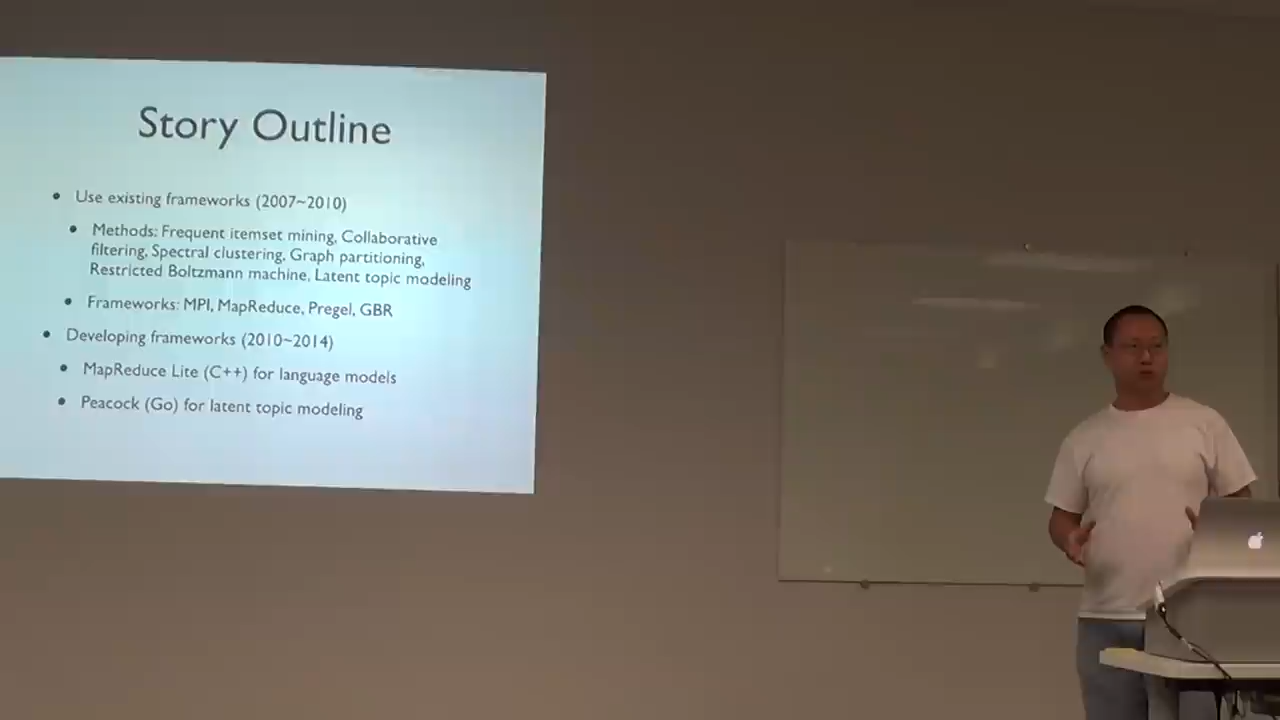 Story Outline
• Use existing frameworks (2007~2010)
• Methods: Frequent itemset mining, Collaborative
filtering, Spectral clustering, Graph partitioning,
Restricted Boltzmann machine, Latent topic modeling
• Frameworks: MPI, MapReduce, Pregel, GBR
• Developing frameworks (2010~2014)
• MapReduce Lite (C++) for language models
• Peacock (Go) for latent topic modeling